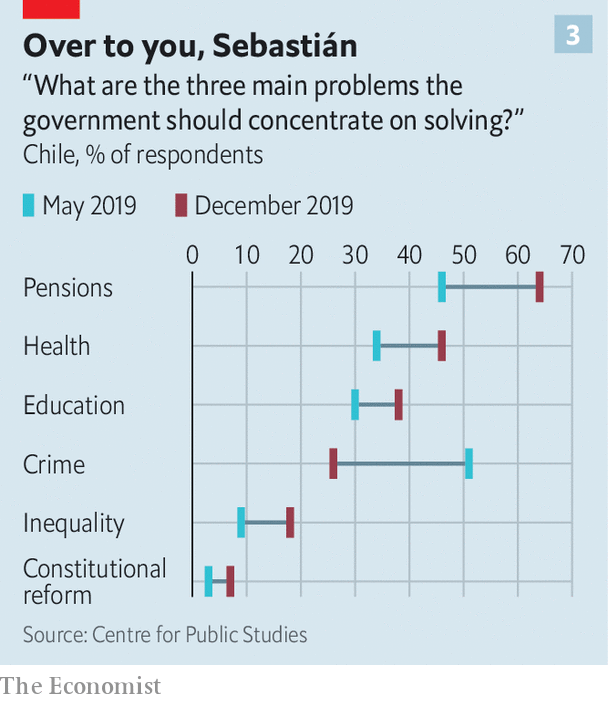 Over to you, Sebastián
3
“What are the three main problems the
government should concentrate on solving?”
Chile, % of respondents
May 2019 December 2019
0 10 20 30 40 50 60 70
Pensions
Health
Education
Crime
Inequality
Constitutional
reform
Source: Centre for Public Studies
The Economist